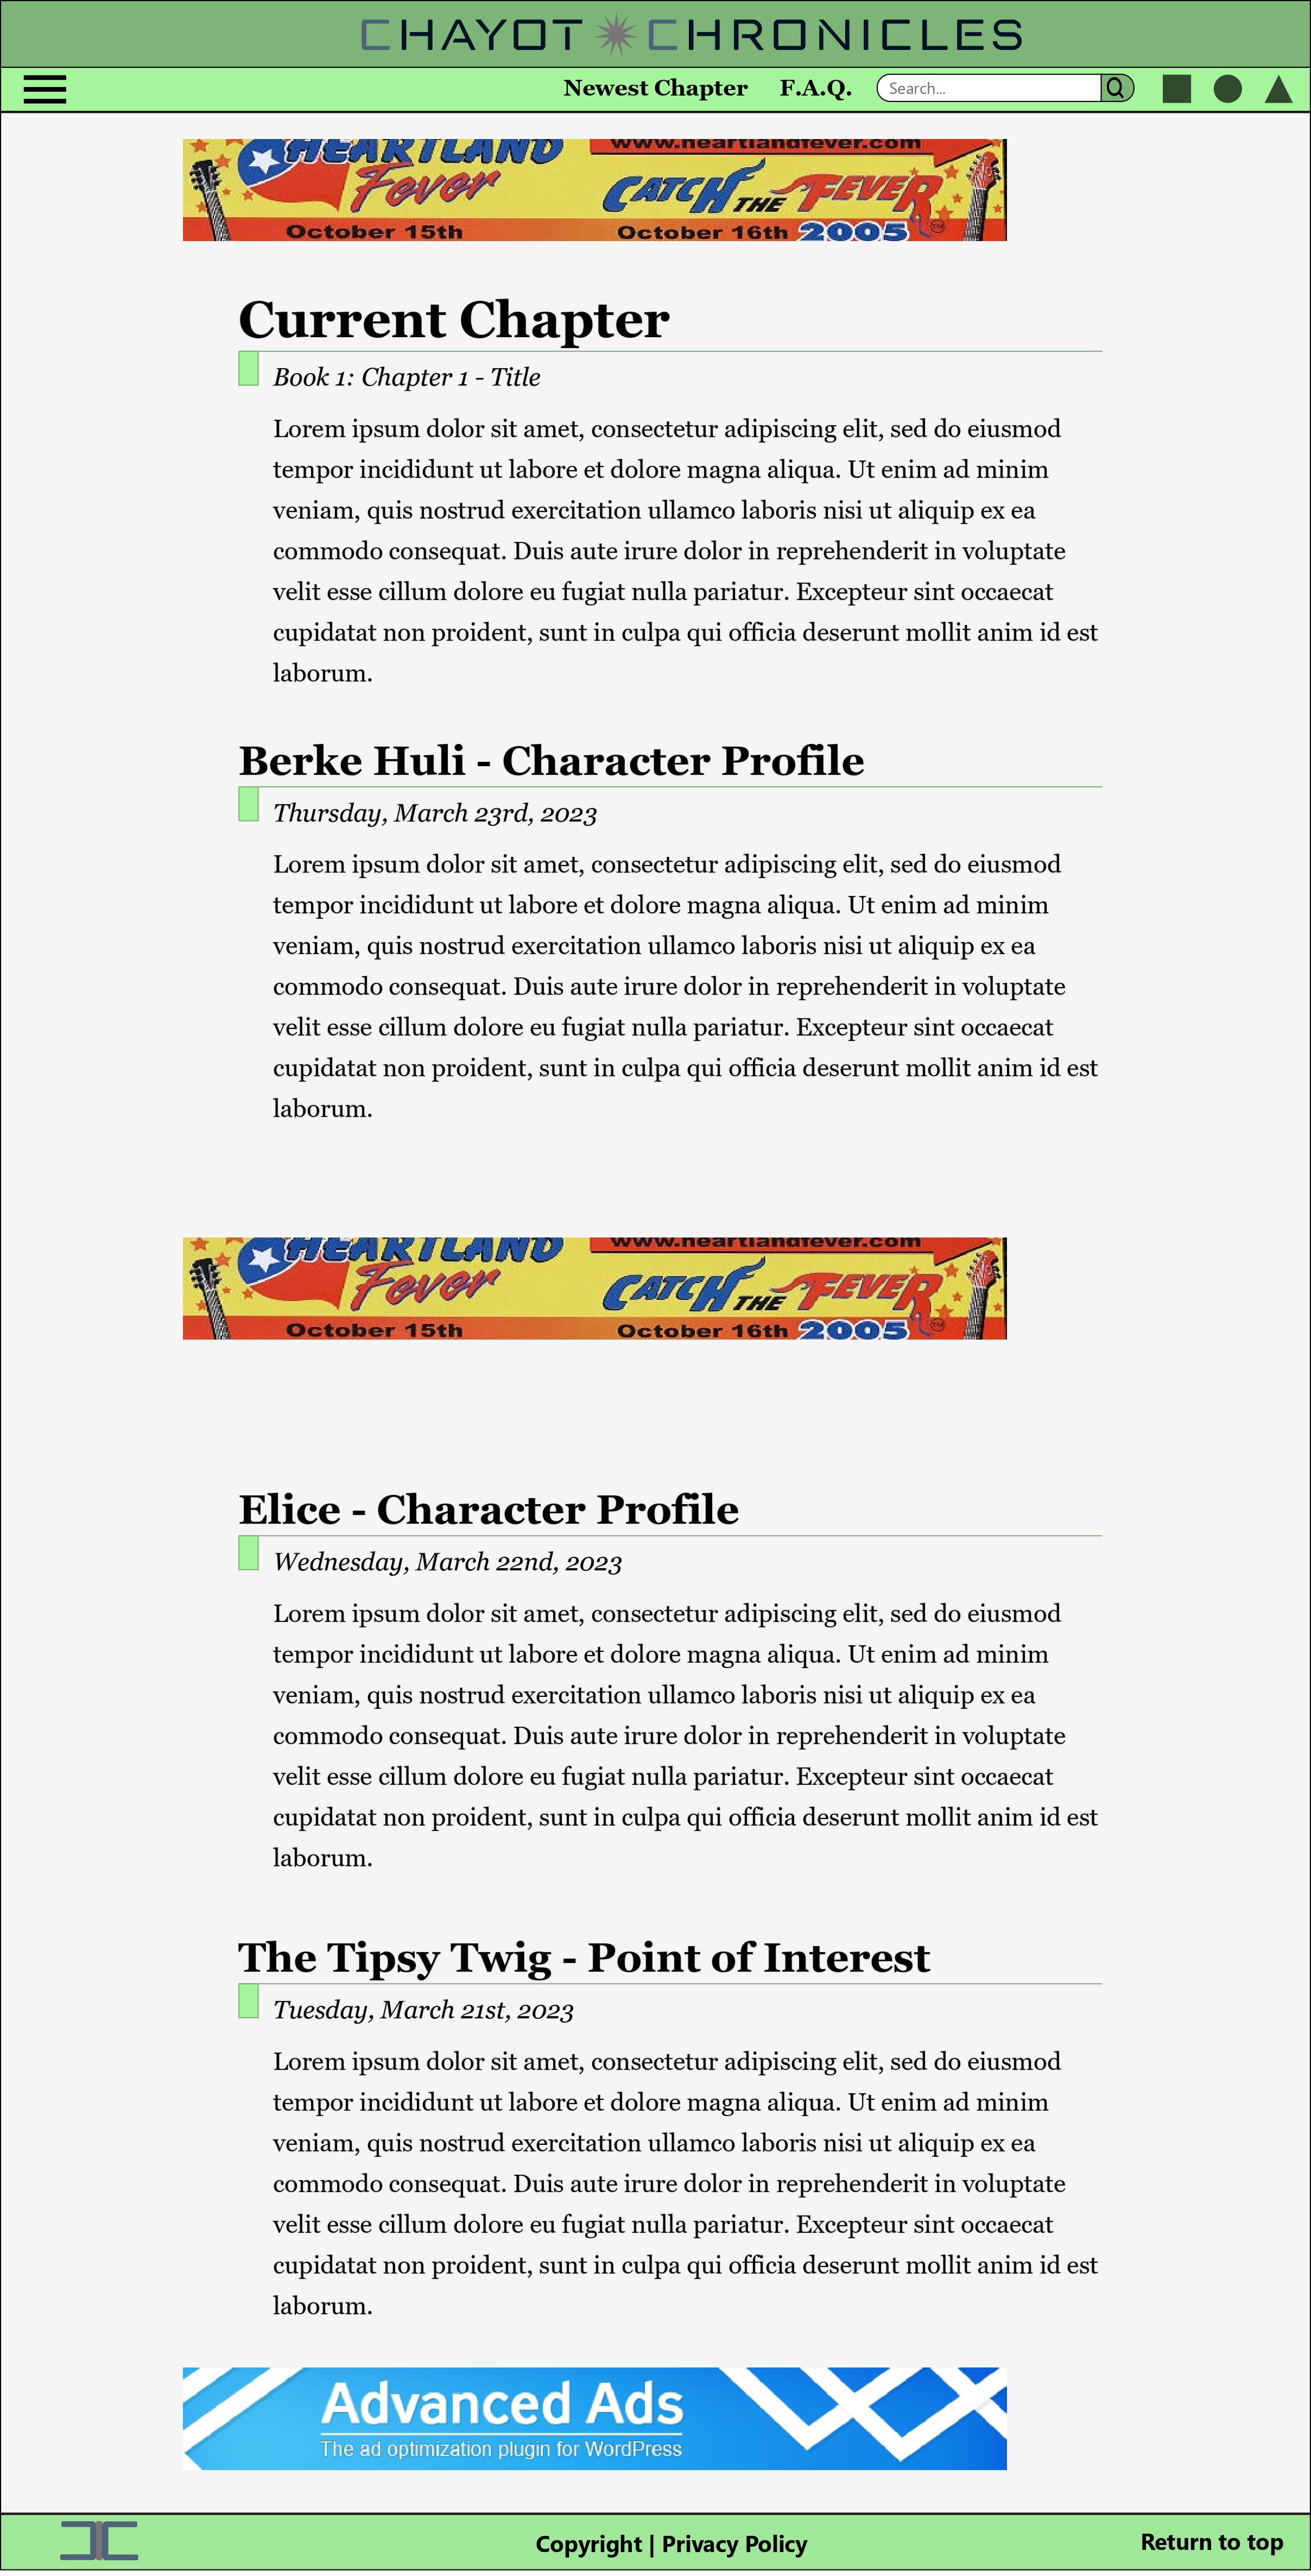 CHAYOT CHRONICLES
Newest Chapter F.A.Q. Search...
HEARTLAND www.heartlandfever.com
Fever CATCH THE FEVER
October 15th October 16th 2005 TM
Current Chapter
Book 1: Chapter 1 - Title
Lorem ipsum dolor sit amet, consectetur adipiscing elit, sed do eiusmod
tempor incididunt ut labore et dolore magna aliqua. Ut enim ad minim
veniam, quis nostrud exercitation ullamco laboris nisi ut aliquip ex ea
commodo consequat. Duis aute irure dolor in reprehenderit in voluptate
velit esse cillum dolore eu fugiat nulla pariatur. Excepteur sint occaecat
cupidatat non proident, sunt in culpa qui officia deserunt mollit anim id est
laborum.
Berke Huli - Character Profile
Thursday, March 23rd, 2023
Lorem ipsum dolor sit amet, consectetur adipiscing elit, sed do eiusmod
tempor incididunt ut labore et dolore magna aliqua. Ut enim ad minim
veniam, quis nostrud exercitation ullamco laboris nisi ut aliquip ex ea
commodo consequat. Duis aute irure dolor in reprehenderit in voluptate
velit esse cillum dolore eu fugiat nulla pariatur. Excepteur sint occaecat
cupidatat non proident, sunt in culpa qui officia deserunt mollit anim id est
laborum.
HEARTLAND www.heartlandfever.com
Fever CATCH THE FEVER
October 15th October 16th 2005 TM
Elice - Character Profile
Wednesday, March 22nd, 2023
Lorem ipsum dolor sit amet, consectetur adipiscing elit, sed do eiusmod
tempor incididunt ut labore et dolore magna aliqua. Ut enim ad minim
veniam, quis nostrud exercitation ullamco laboris nisi ut aliquip ex ea
commodo consequat. Duis aute irure dolor in reprehenderit in voluptate
velit esse cillum dolore eu fugiat nulla pariatur. Excepteur sint occaecat
cupidatat non proident, sunt in culpa qui officia deserunt mollit anim id est
laborum.
The Tipsy Twig - Point of Interest
Tuesday, March 21st, 2023
Lorem ipsum dolor sit amet, consectetur adipiscing elit, sed do eiusmod
tempor incididunt ut labore et dolore magna aliqua. Ut enim ad minim
veniam, quis nostrud exercitation ullamco laboris nisi ut aliquip ex ea
commodo consequat. Duis aute irure dolor in reprehenderit in voluptate
velit esse cillum dolore eu fugiat nulla pariatur. Excepteur sint occaecat
cupidatat non proident, sunt in culpa qui officia deserunt mollit anim id est
laborum.
Advanced Ads
The ad optimization plugin for WordPress
Copyright | Privacy Policy Return to top